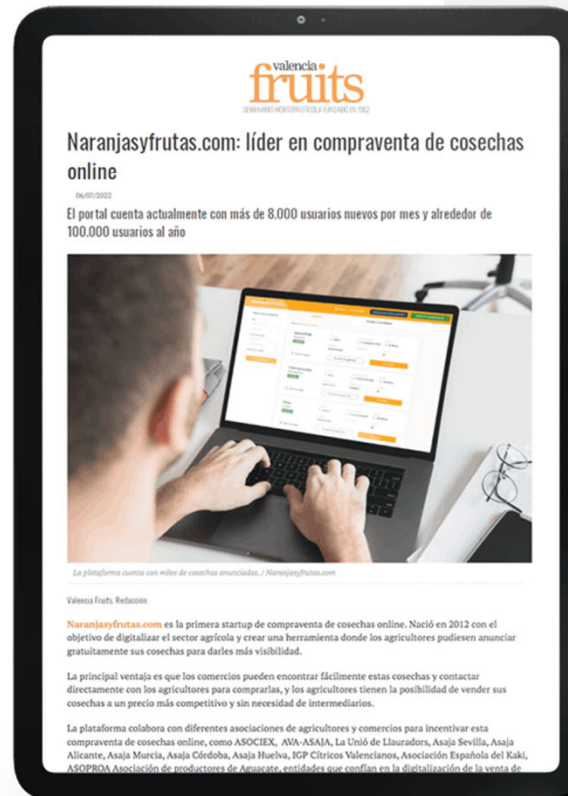 valencia
fruits
SEMANARIO HORTOFRUTÍCOLA FUNDADO EN 1962
Naranjasyfrutas.com: líder en compraventa de cosechas
online
06/07/2022
El portal cuenta actualmente con más de 8.000 usuarios nuevos por mes y alrededor de
100.000 usuarios al año
La plataforma cuenta con miles de cosechas anunciadas. / Naranjasyfrutas.com
Valencia Fruits. Redacción.
Naranjasyfrutas.com es la primera startup de compraventa de cosechas online. Nació en 2012 con el
objetivo de digitalizar el sector agrícola y crear una herramienta donde los agricultores pudiesen anunciar
gratuitamente sus cosechas para darles más visibilidad.
La principal ventaja es que los comercios pueden encontrar fácilmente estas cosechas y contactar
directamente con los agricultores para comprarlas, y los agricultores tienen la posibilidad de vender sus
cosechas a un precio más competitivo y sin necesidad de intermediarios.
La plataforma colabora con diferentes asociaciones de agricultores y comercios para incentivar esta
compraventa de cosechas online, como ASOCIEX, AVA-ASAJA, La Unió de Llauradors, Asaja Sevilla, Asaja
Alicante, Asaja Murcia, Asaja Córdoba, Asaja Huelva, IGP Cítricos Valencianos, Asociación Española del Kaki,
ASOPROA Asociación de productores de Aguacate, entidades que confían en la digitalización de la venta de